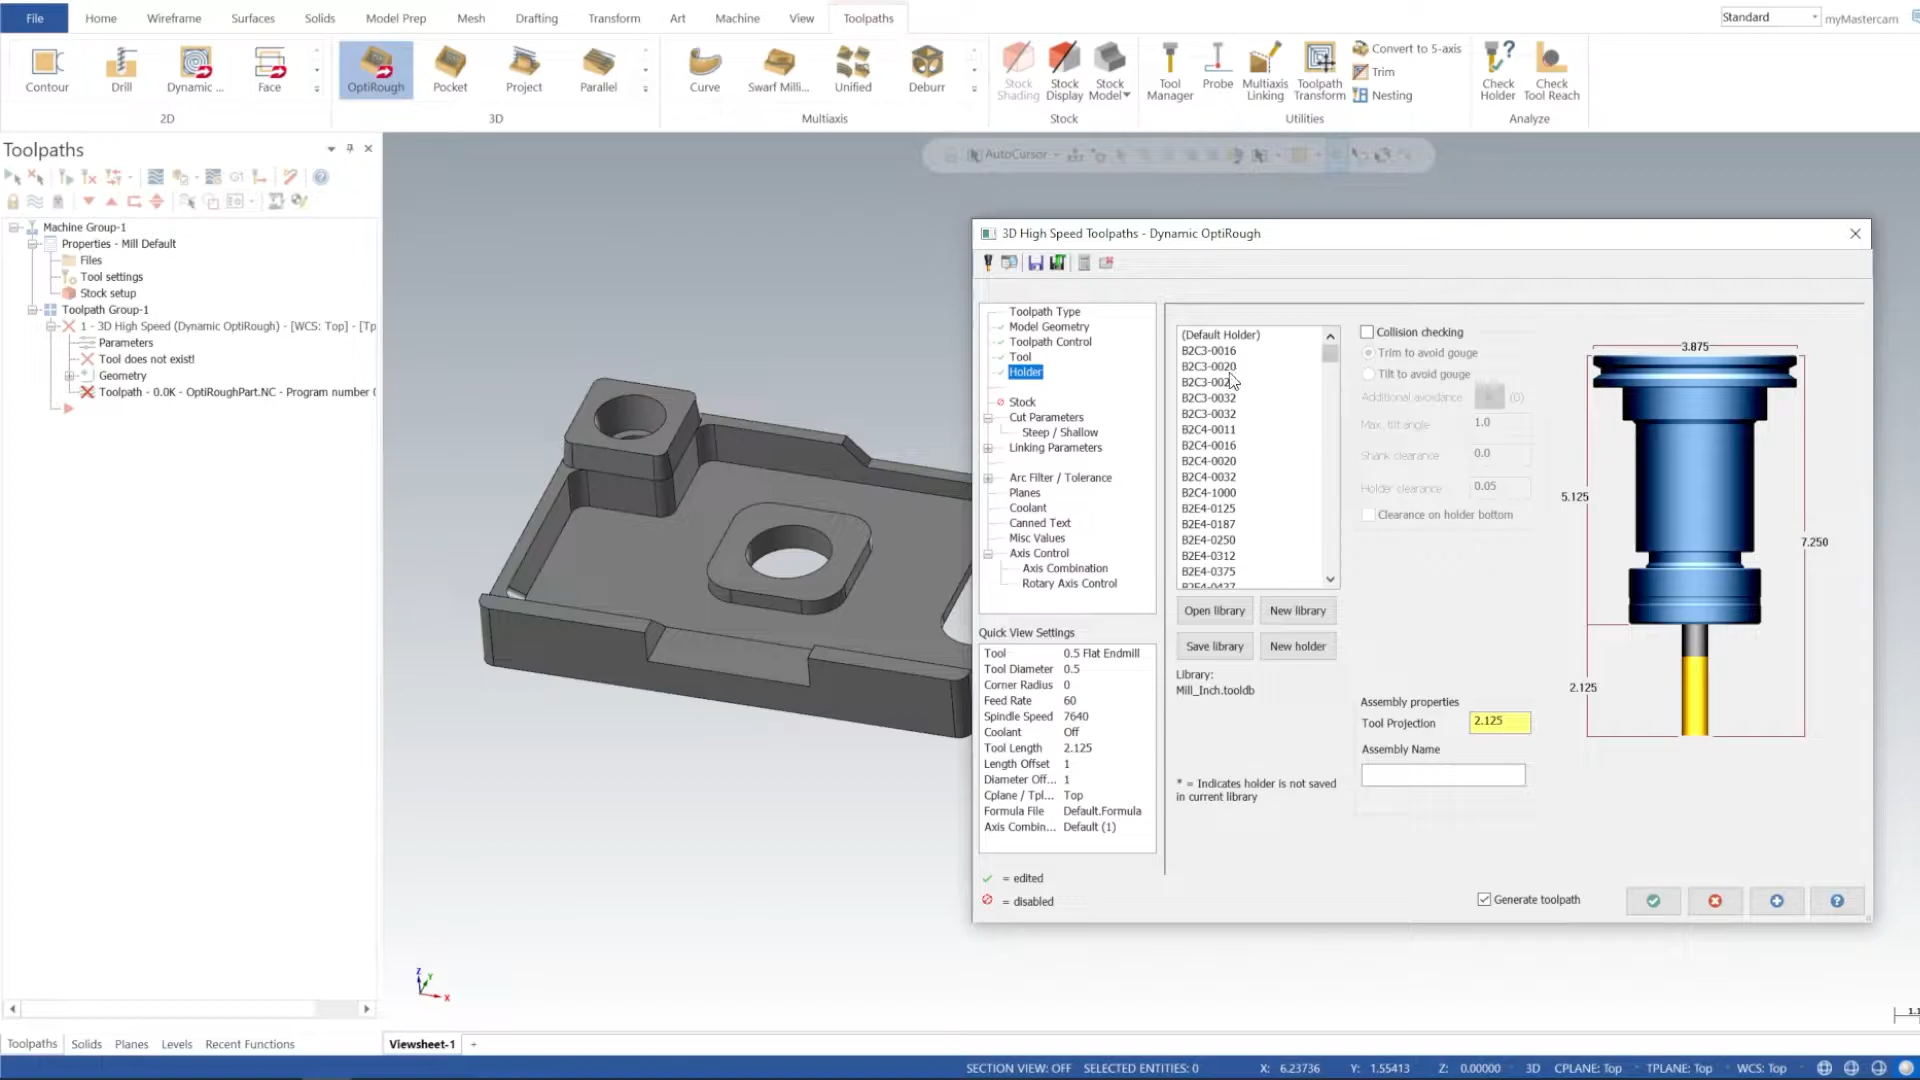 File Home Wireframe Surfaces Solids Model Prep Mesh Drafting Transform Art Machine View Toolpaths Standard myMastercam
Contour Drill Dynamic ... Face OptiRough Pocket Project Parallel Curve Swarf Milli... Unified Deburr
Stock Shading Stock Display Stock Model Tool Manager Probe Multiaxis Linking Toolpath Transform
Convert to 5-axis
Trim
Nesting
Check Holder Check Tool Reach
2D 3D Multiaxis Stock Utilities Analyze
Toolpaths
AutoCursor
G1
Machine Group-1
Properties - Mill Default
Files
Tool settings
Stock setup
Toolpath Group-1
1 - 3D High Speed (Dynamic OptiRough) - [WCS: Top] - [Tp
Parameters
Tool does not exist!
Geometry
Toolpath - 0.0K - OptiRoughPart.NC - Program number
3D High Speed Toolpaths - Dynamic OptiRough
Toolpath Type
Model Geometry
Toolpath Control
Tool
Holder
Stock
Cut Parameters
Steep / Shallow
Linking Parameters
Arc Filter / Tolerance
Planes
Coolant
Canned Text
Misc Values
Axis Control
Axis Combination
Rotary Axis Control
Quick View Settings
Tool 0.5 Flat Endmill
Tool Diameter 0.5
Corner Radius 0
Feed Rate 60
Spindle Speed 7640
Coolant Off
Tool Length 2.125
Length Offset 1
Diameter Off... 1
Cplane / Tpl... Top
Formula File Default.Formula
Axis Combin... Default (1)
= edited
= disabled
(Default Holder)
B2C3-0016
B2C3-0020
B2C3-002
B2C3-0032
B2C3-0032
B2C4-0011
B2C4-0016
B2C4-0020
B2C4-0032
B2C4-1000
B2E4-0125
B2E4-0187
B2E4-0250
B2E4-0312
B2E4-0375
B2E4-0437
Open library New library
Save library New holder
Library:
Mill_Inch.tooldb
* = Indicates holder is not saved
in current library
Collision checking
Trim to avoid gouge
Tilt to avoid gouge
Additional avoidance (0)
Max. tilt angle 1.0
Shank clearance 0.0
Holder clearance 0.05
Clearance on holder bottom
Assembly properties
Tool Projection 2.125
Assembly Name
3.875
5.125
7.250
2.125
Generate toolpath
Z Y X
Toolpaths Solids Planes Levels Recent Functions
Viewsheet-1 +
SECTION VIEW: OFF SELECTED ENTITIES: 0 X: 6.23736 Y: 1.55413 Z: 0.00000 3D CPLANE: Top TPLANE: Top WCS: Top